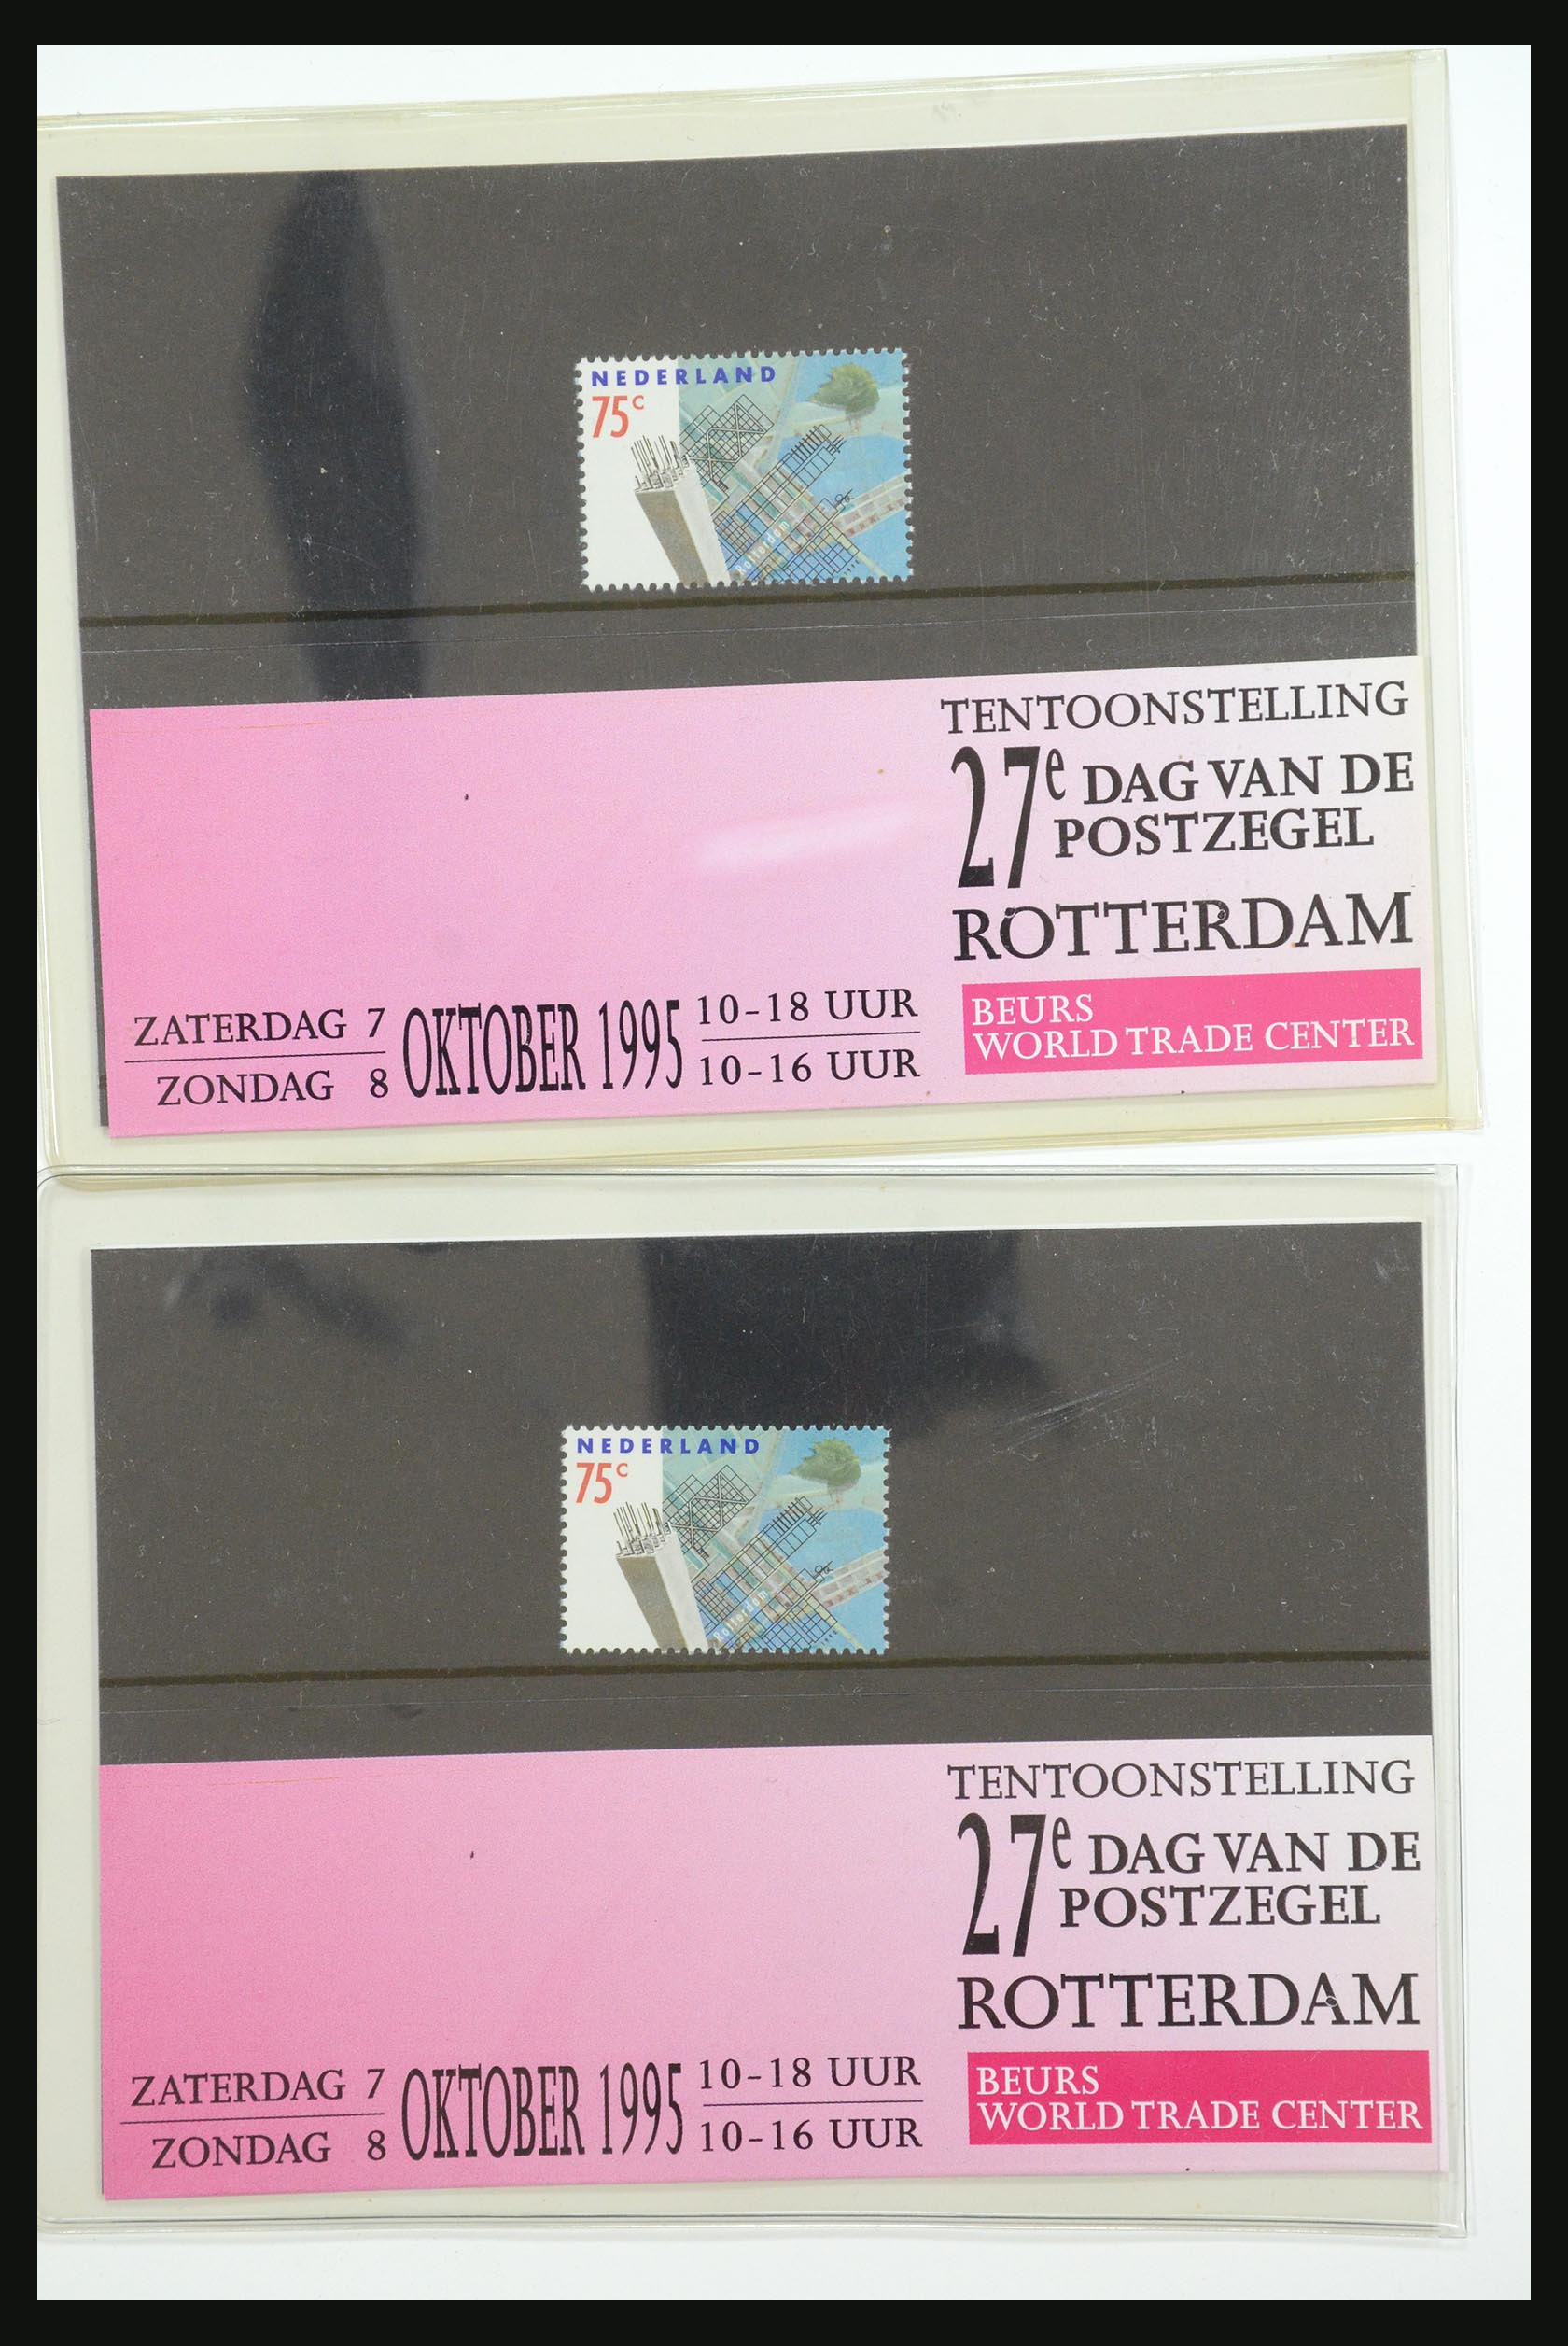 NEDERLAND
75c
Rotterdam
TENTOONSTELLING
27e DAG VAN DE
POSTZEGEL
ROTTERDAM
BEURS
WORLD TRADE CENTER
ZATERDAG 7
ZONDAG 8
OKTOBER 1995
10-18 UUR
10-16 UUR
NEDERLAND
75c
Rotterdam
TENTOONSTELLING
27e DAG VAN DE
POSTZEGEL
ROTTERDAM
BEURS
WORLD TRADE CENTER
ZATERDAG 7
ZONDAG 8
OKTOBER 1995
10-18 UUR
10-16 UUR